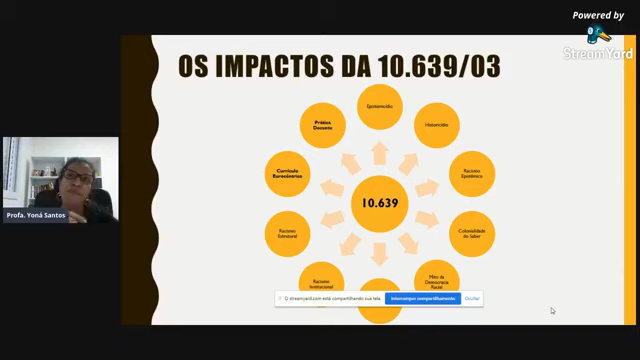 Powered by
StreamYard
OS IMPACTOS DA 10.639/03
Epistemicídio
Prática
Docente
Historicídio
Currículo
Eurocêntrico
Racismo
Epistêmico
10.639
Racismo
Estrutural
Colonialidade
do Saber
Profa. Yoná Santos
Racismo
Institucional
Mito da
Democracia
Racial
O streamyard.com está compartilhando sua tela.
Interromper compartilhamento
Ocultar